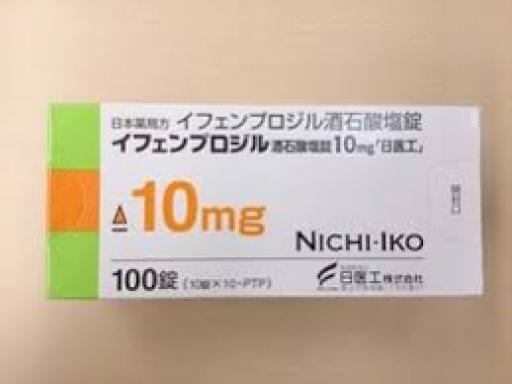 日本薬局方 イフェンプロジル酒石酸塩錠
イフェンプロジル酒石酸塩錠10mg「日医工」
10mg
NICHI-IKO
100錠 (10錠×10-PTP)
日医工株式会社